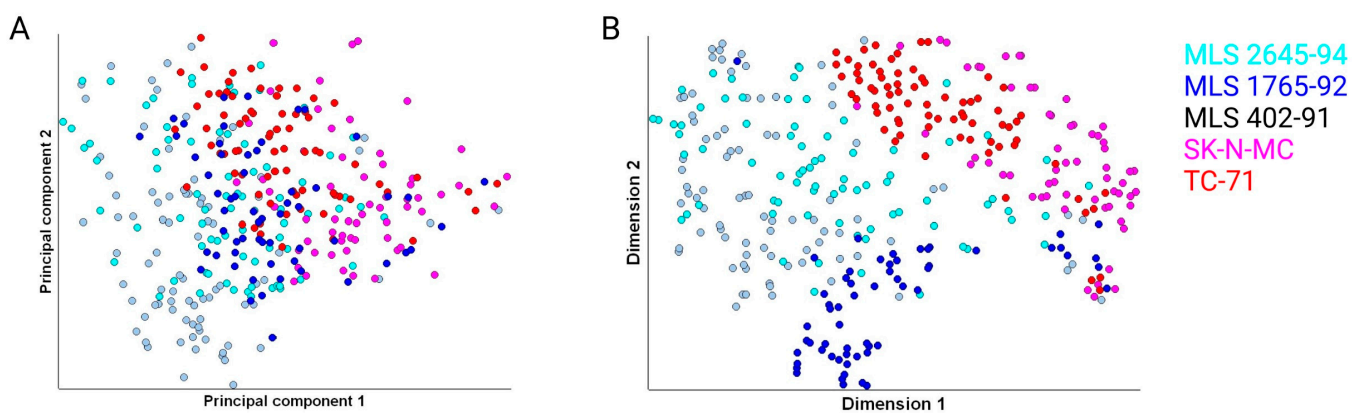 A
Principal component 2
Principal component 1
B
Dimension 2
Dimension 1
MLS 2645-94
MLS 1765-92
MLS 402-91
SK-N-MC
TC-71